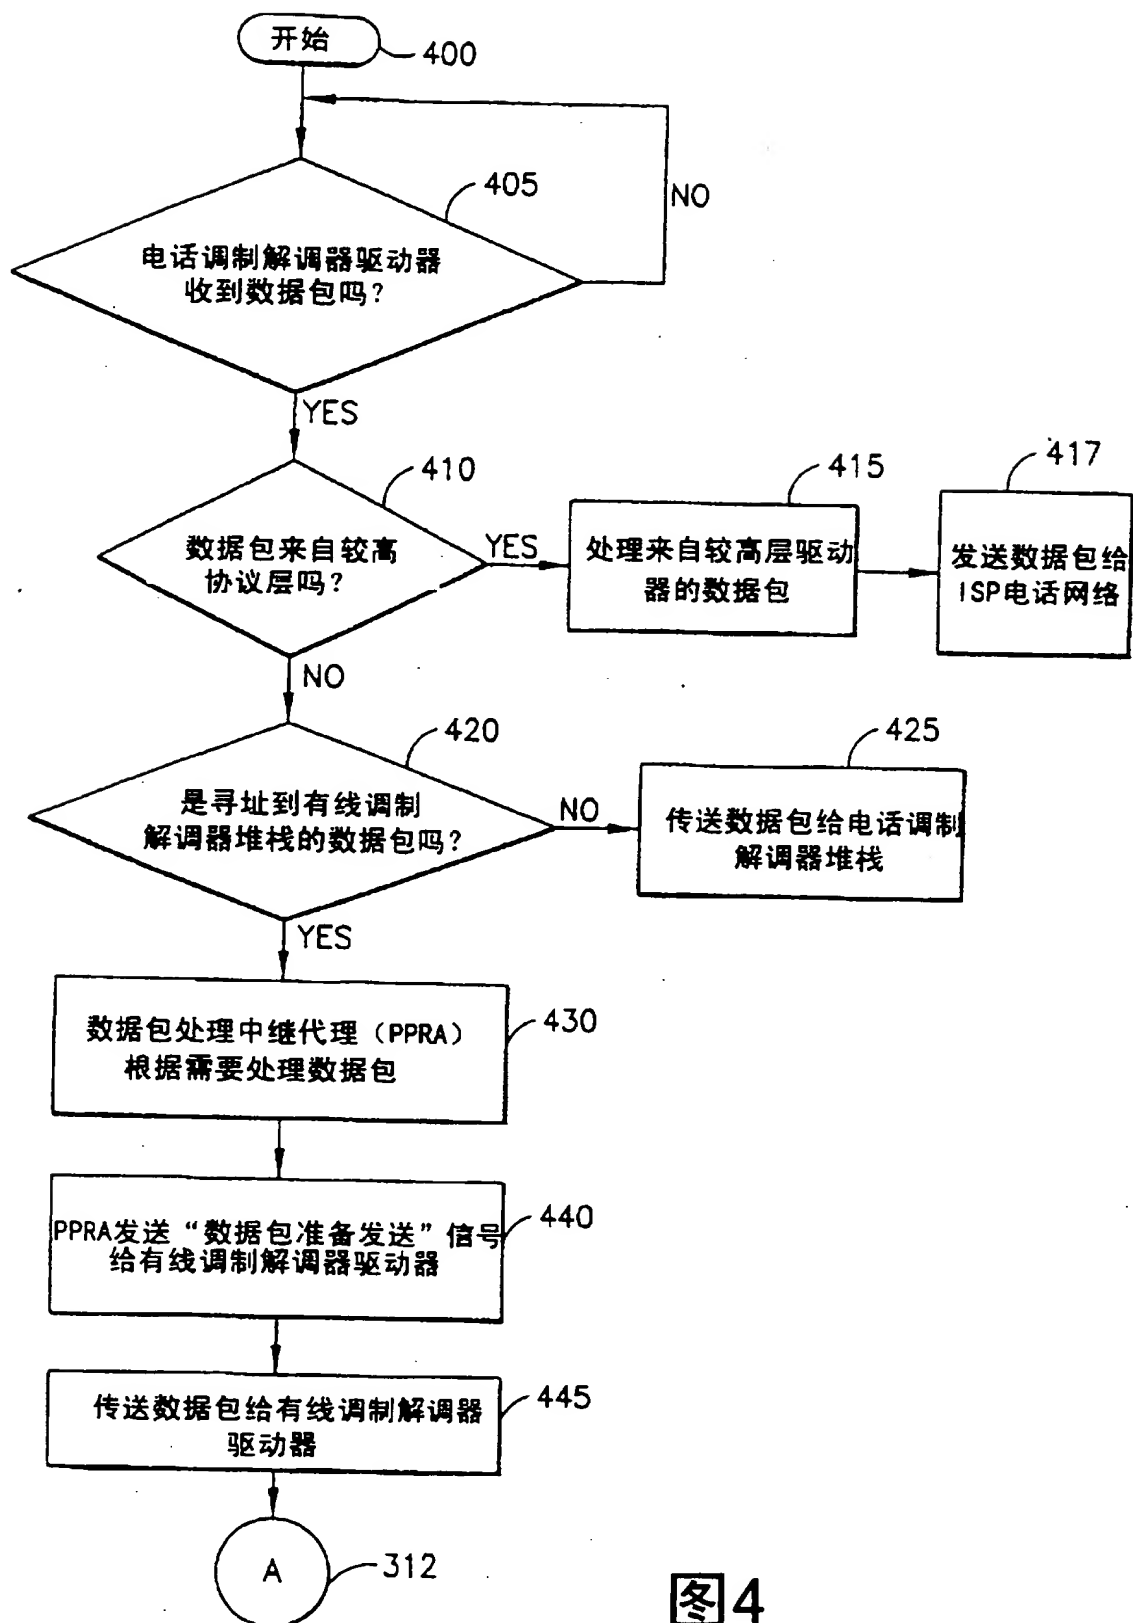 开始
400
405
NO
电话调制解调器驱动器
收到数据包吗?
YES
410
数据包来自较高
协议层吗?
YES
415
处理来自较高层驱动
器的数据包
417
发送数据包给
ISP电话网络
NO
420
是寻址到有线调制
解调器堆栈的数据包吗?
NO
425
传送数据包给电话调制
解调器堆栈
YES
430
数据包处理中继代理(PPRA)
根据需要处理数据包
440
PPRA发送“数据包准备发送”信号
给有线调制解调器驱动器
445
传送数据包给有线调制解调器
驱动器
A
312
图4